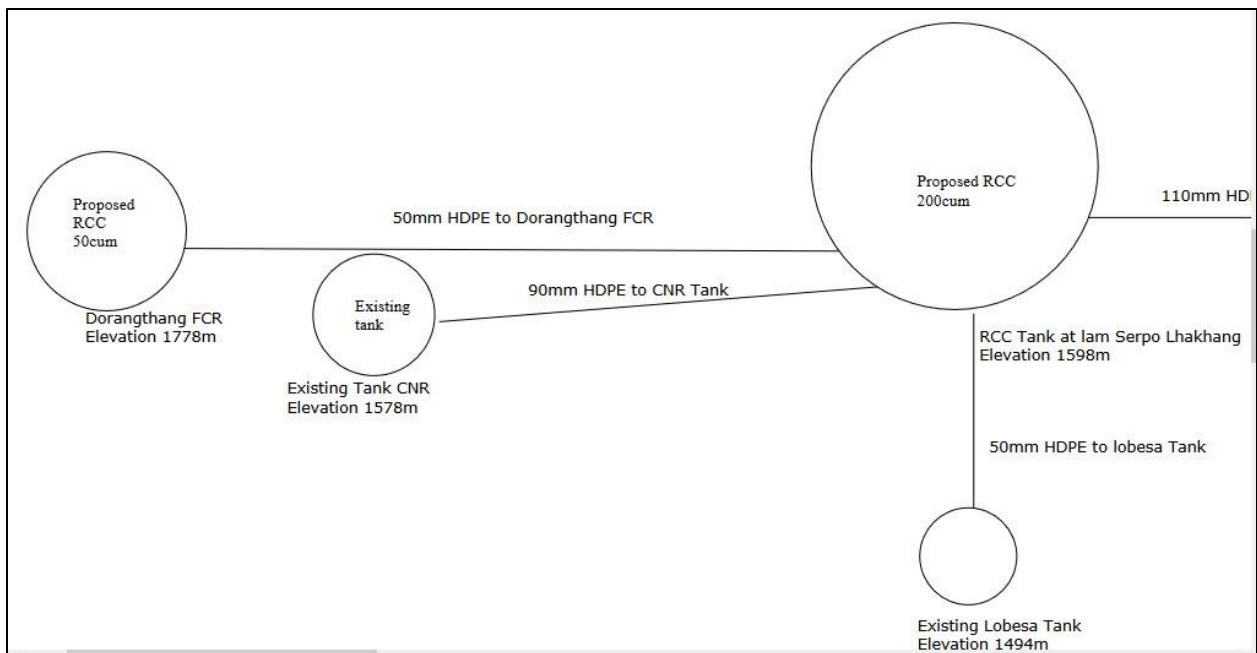 Proposed RCC
200cum
110mm HD
Proposed
RCC
50cum
50mm HDPE to Dorangthang FCR
90mm HDPE to CNR Tank
Existing
tank
Dorangthang FCR
Elevation 1778m
RCC Tank at lam Serpo Lhakhang
Elevation 1598m
Existing Tank CNR
Elevation 1578m
50mm HDPE to lobesa Tank
Existing Lobesa Tank
Elevation 1494m